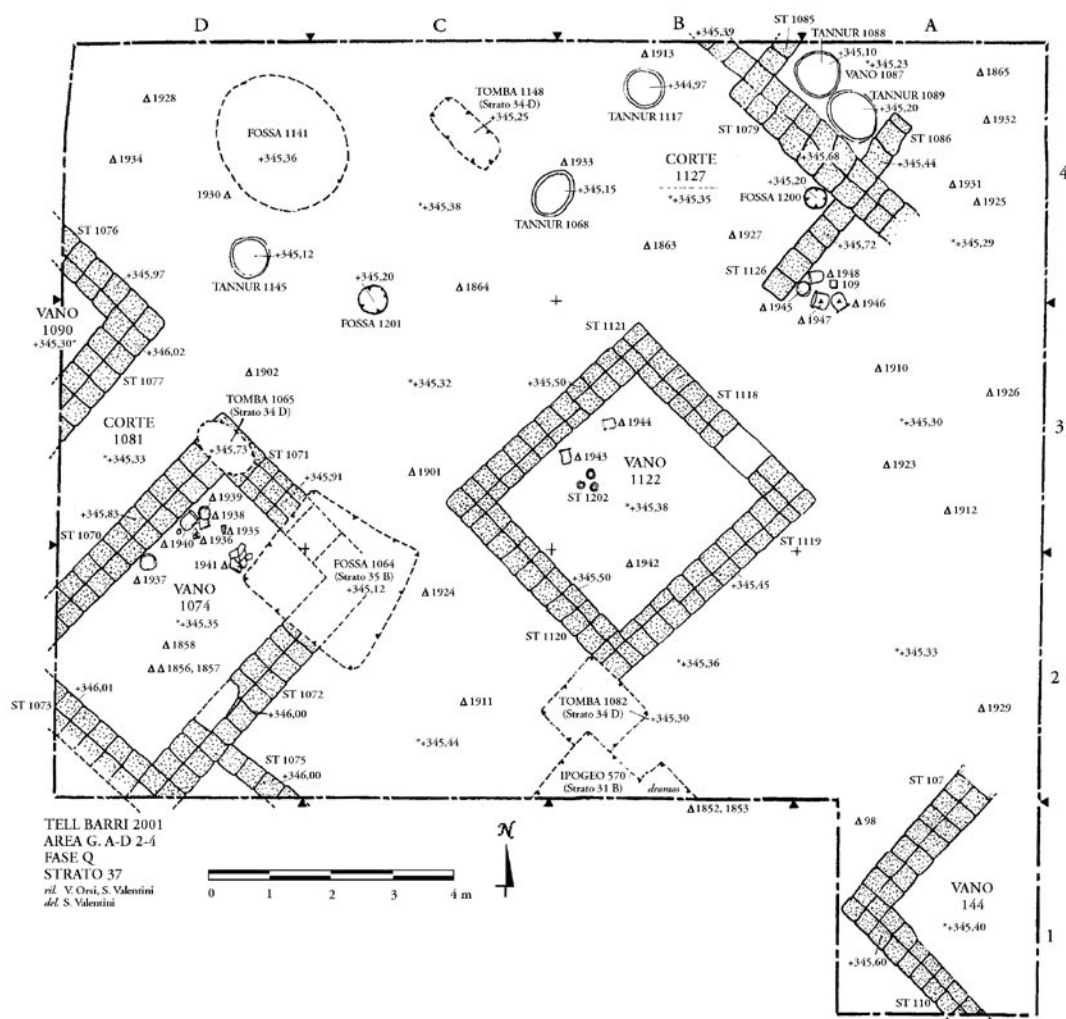 D
C
B
A
ST 1085
TANNUR 1088
+345,39
+345,10
*+345,23
VANO 1087
Δ 1865
Δ 1913
+344,97
TANNUR 1117
TANNUR 1089
+345,20
Δ 1928
TOMBA 1148
(Strato 34-D)
+345,25
ST 1079
ST 1086
Δ 1932
FOSSA 1141
+345,36
Δ 1934
Δ 1933
CORTE
1127
*+345,35
+345,68
+345,44
4
1930 Δ
+345,15
TANNUR 1068
*+345,38
+345,20
FOSSA 1200
Δ 1931
Δ 1925
ST 1076
+345,12
TANNUR 1145
Δ 1863
Δ 1927
+345,72
*+345,29
+345,97
+345,20
FOSSA 1201
Δ 1864
ST 1126
Δ 1948
109
Δ 1945
Δ 1946
Δ 1947
VANO
1090
+345,30*
+346,02
ST 1077
ST 1121
Δ 1902
*+345,32
+345,50
ST 1118
Δ 1910
Δ 1926
TOMBA 1065
(Strato 34 D)
CORTE
1081
*+345,33
+345,73
ST 1071
+345,91
Δ 1944
*+345,30
3
Δ 1901
Δ 1943
VANO
1122
ST 1202
*+345,38
Δ 1923
+345,83
ST 1070
Δ 1939
Δ 1938
Δ 1935
Δ 1936
Δ 1940
1941 Δ
Δ 1937
Δ 1912
ST 1119
FOSSA 1064
(Strato 35 B)
+345,12
VANO
1074
*+345,35
Δ 1924
+345,50
Δ 1942
+345,45
Δ 1858
ΔΔ 1856, 1857
ST 1120
*+345,36
*+345,33
2
ST 1073
+346,01
ST 1072
+346,00
Δ 1911
TOMBA 1082
(Strato 34 D)
+345,30
Δ 1929
*+345,44
ST 1075
+346,00
IPOGEO 570
(Strato 31 B)
dromos
Δ 1852, 1853
ST 107
Δ 98
VANO
144
*+345,40
1
+345,60
ST 110
TELL BARRI 2001
AREA G. A-D 2-4
FASE Q
STRATO 37
ril. V. Orsi, S. Valentini
del. S. Valentini
0 1 2 3 4 m
N